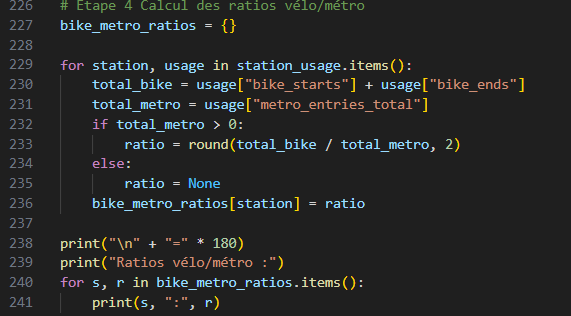 226 # Etape 4 Calcul des ratios vélo/métro
227 bike_metro_ratios = {}
228
229 for station, usage in station_usage.items():
230     total_bike = usage["bike_starts"] + usage["bike_ends"]
231     total_metro = usage["metro_entries_total"]
232     if total_metro > 0:
233         ratio = round(total_bike / total_metro, 2)
234     else:
235         ratio = None
236     bike_metro_ratios[station] = ratio
237
238 print("\n" + "=" * 180)
239 print("Ratios vélo/métro :")
240 for s, r in bike_metro_ratios.items():
241     print(s, ":", r)